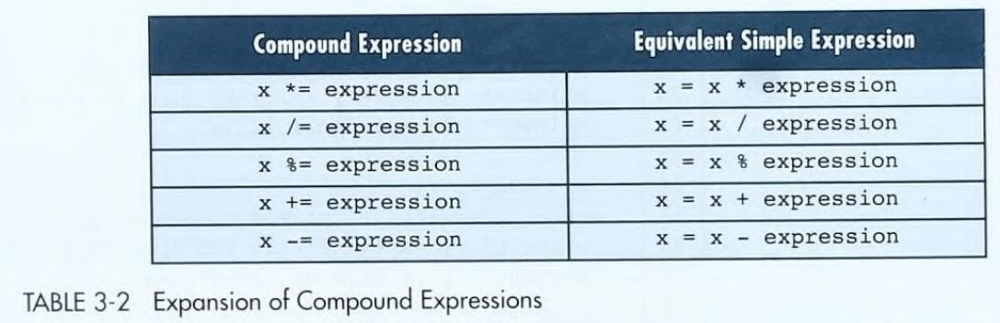 Compound Expression Equivalent Simple Expression
x *= expression x = x * expression
x /= expression x = x / expression
x %= expression x = x % expression
x += expression x = x + expression
x -= expression x = x - expression
TABLE 3-2 Expansion of Compound Expressions